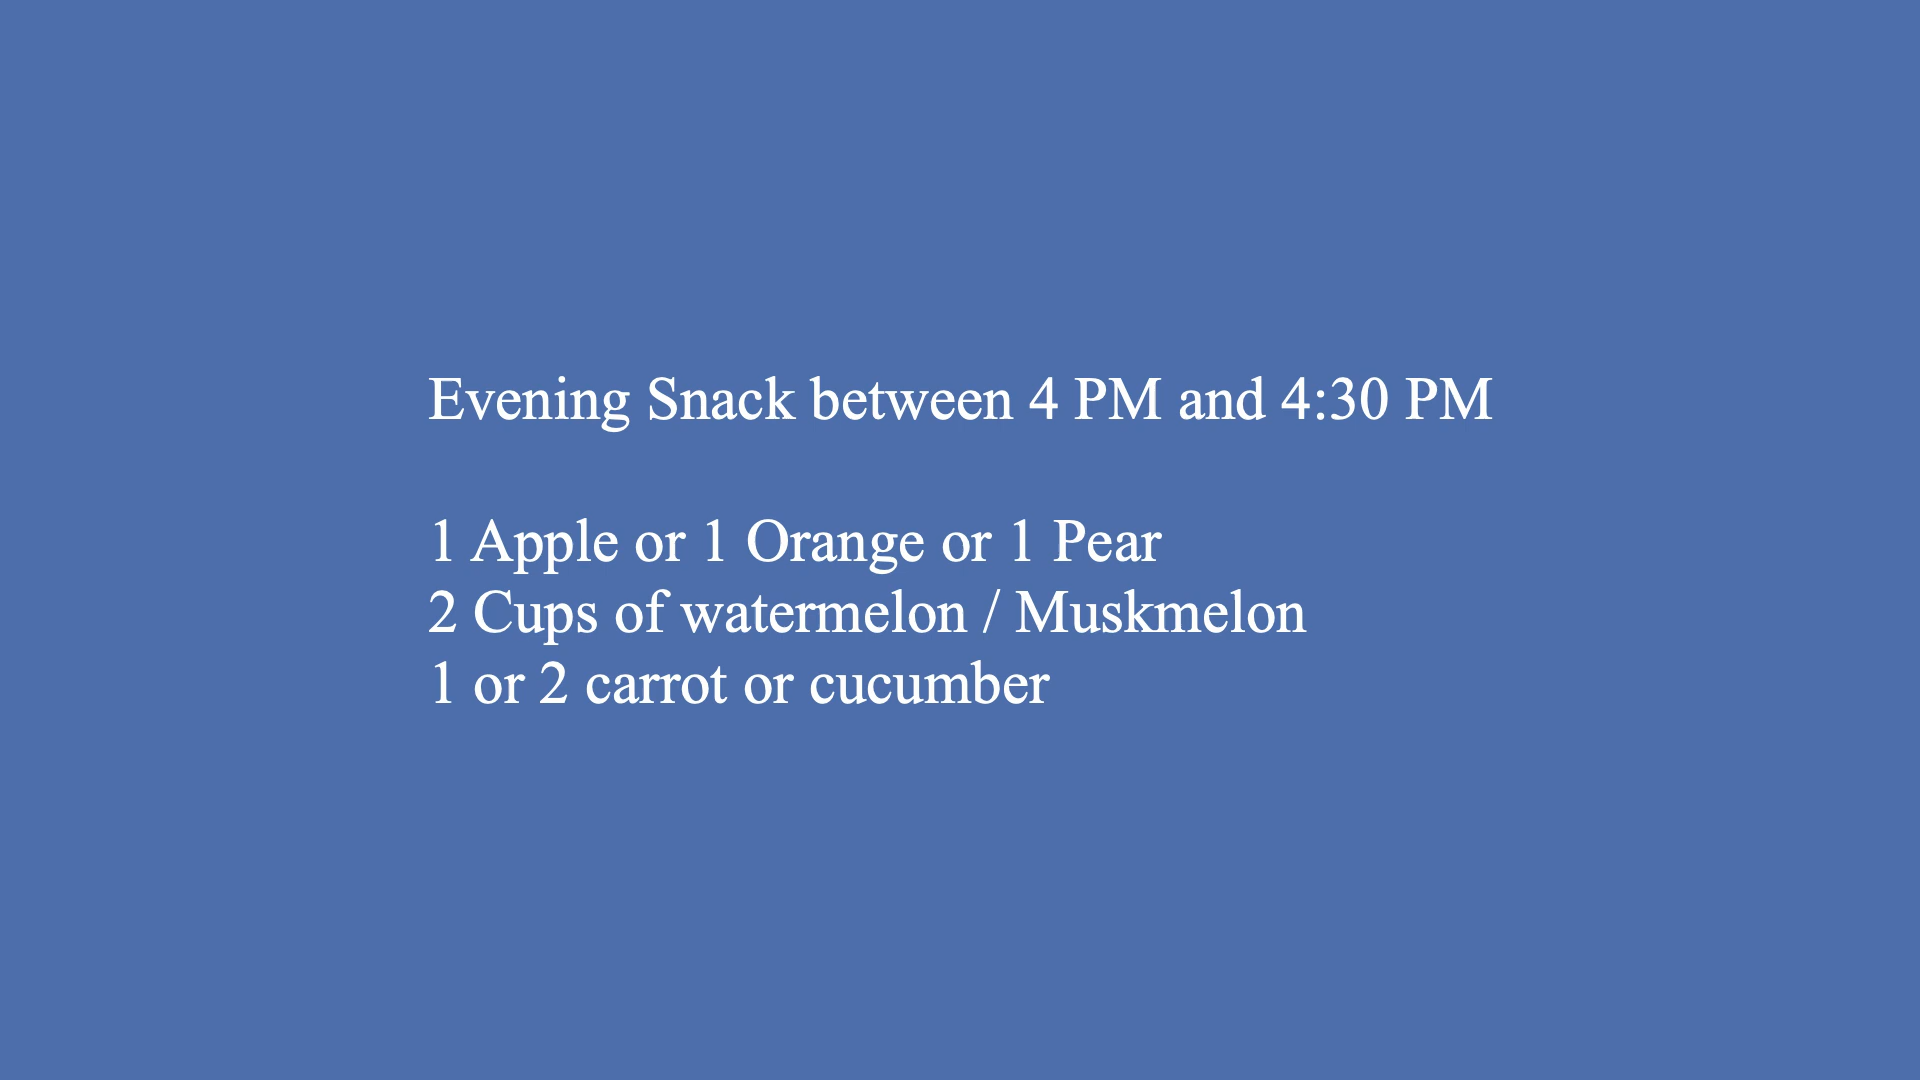 Evening Snack between 4 PM and 4:30 PM
1 Apple or 1 Orange or 1 Pear
2 Cups of watermelon / Muskmelon
1 or 2 carrot or cucumber